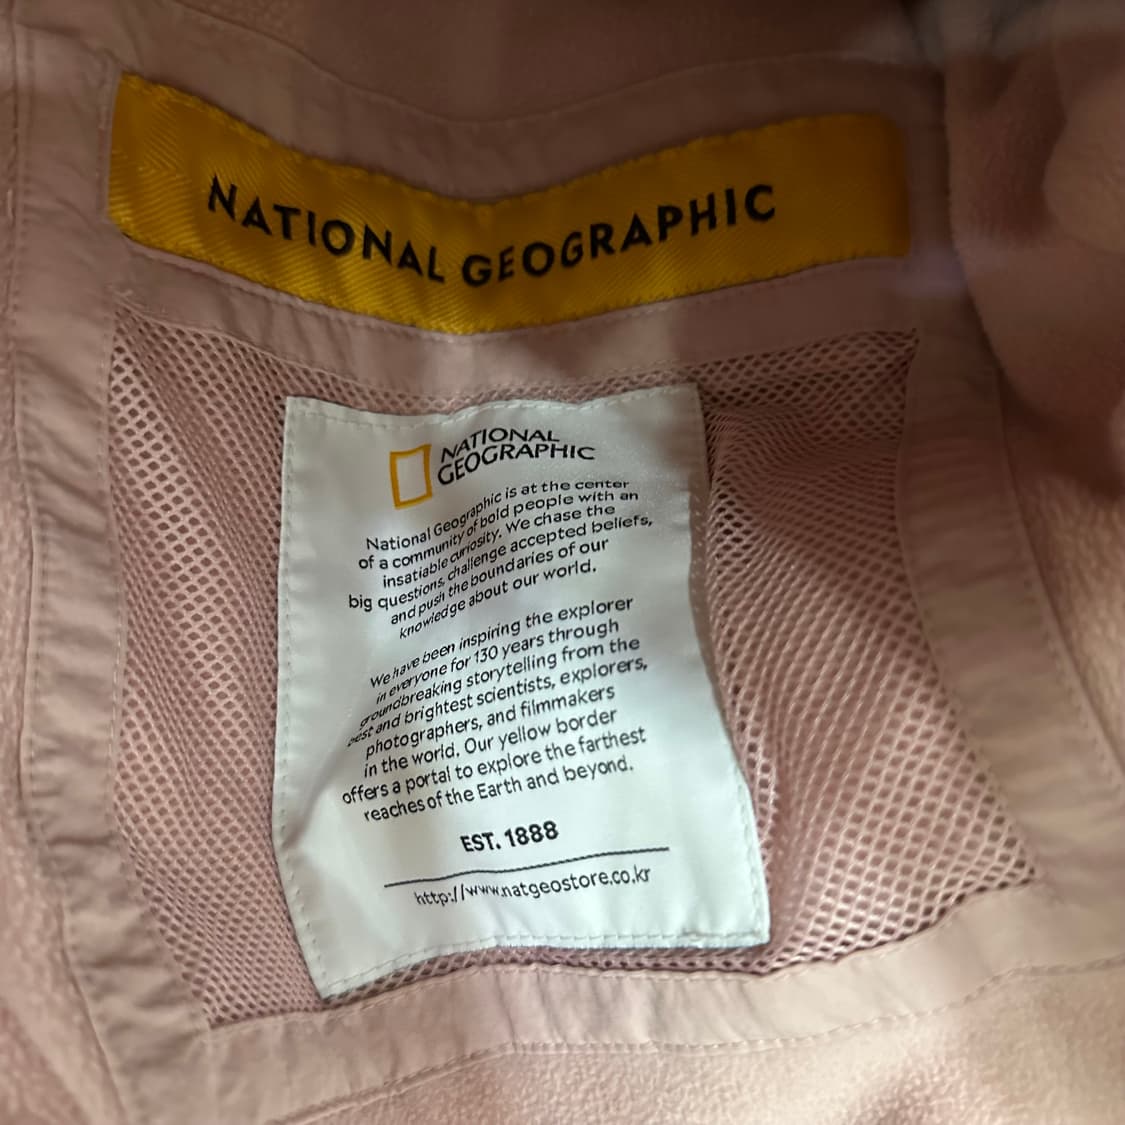 NATIONAL GEOGRAPHIC
NATIONAL
GEOGRAPHIC
National Geographic is at the center
of a community of bold people with an
insatiable curiosity. We chase the
big questions, challenge accepted beliefs,
and push the boundaries of our
knowledge about our world.
We have been inspiring the explorer
in everyone for 130 years through
groundbreaking storytelling from the
best and brightest scientists, explorers,
photographers, and filmmakers
in the world. Our yellow border
offers a portal to explore the farthest
reaches of the Earth and beyond.
EST. 1888
http://www.natgeostore.co.kr